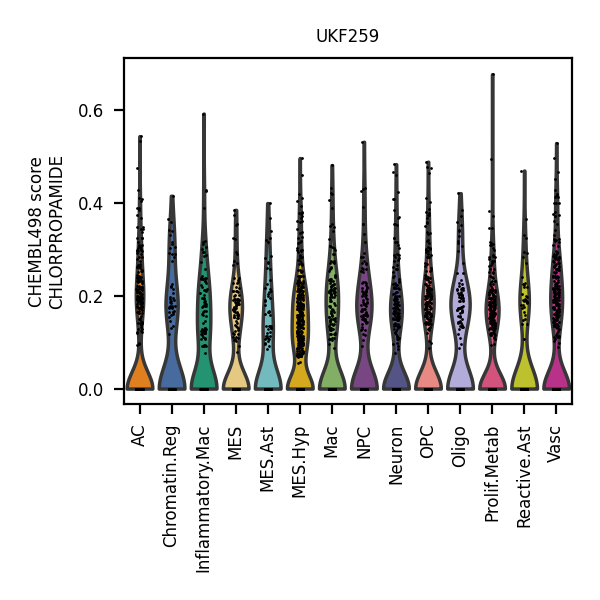 UKF259
CHEMBL498 score
CHLORPROPAMIDE
0.6
0.4
0.2
0.0
AC
Chromatin.Reg
Inflammatory.Mac
MES
MES.Ast
MES.Hyp
Mac
NPC
Neuron
OPC
Oligo
Prolif.Metab
Reactive.Ast
Vasc